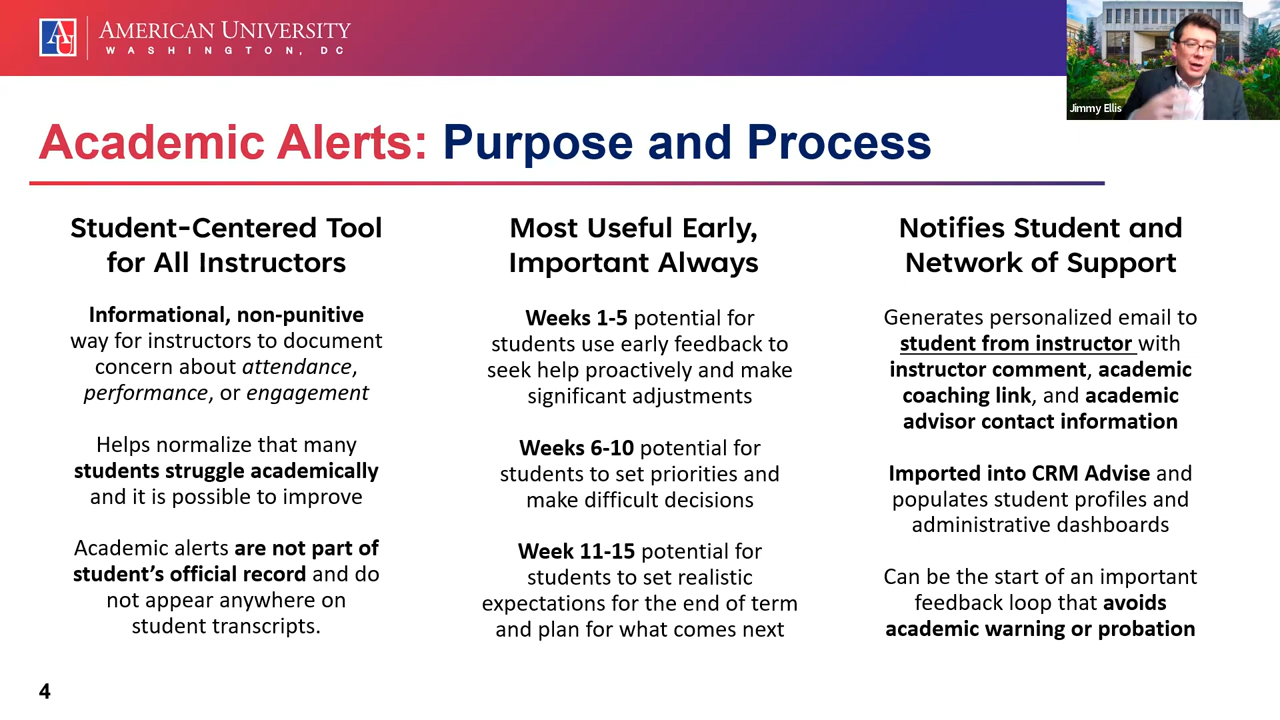 AU
AMERICAN UNIVERSITY
WASHINGTON, DC
Jimmy Ellis
Academic Alerts: Purpose and Process
Student-Centered Tool
for All Instructors
Informational, non-punitive
way for instructors to document
concern about attendance,
performance, or engagement
Helps normalize that many
students struggle academically
and it is possible to improve
Academic alerts are not part of
student's official record and do
not appear anywhere on
student transcripts.
Most Useful Early,
Important Always
Weeks 1-5 potential for
students use early feedback to
seek help proactively and make
significant adjustments
Weeks 6-10 potential for
students to set priorities and
make difficult decisions
Week 11-15 potential for
students to set realistic
expectations for the end of term
and plan for what comes next
Notifies Student and
Network of Support
Generates personalized email to
student from instructor with
instructor comment, academic
coaching link, and academic
advisor contact information
Imported into CRM Advise and
populates student profiles and
administrative dashboards
Can be the start of an important
feedback loop that avoids
academic warning or probation
4